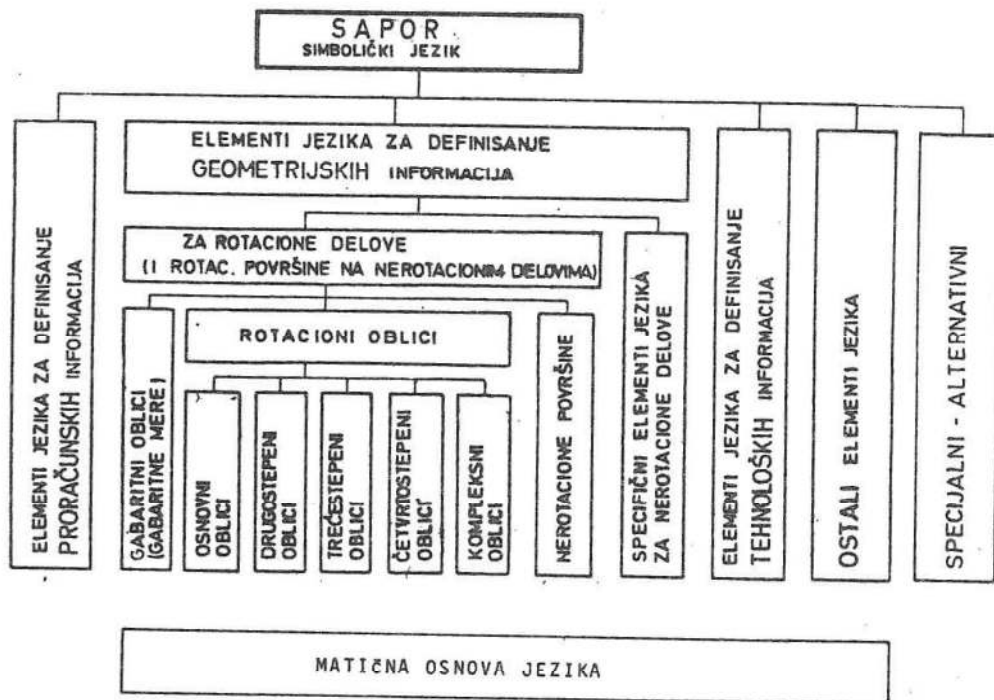 SAPOR
SIMBOLIČKI JEZIK
ELEMENTI JEZIKA ZA DEFINISANJE
PRORAČUNSKIH INFORMACIJA
ELEMENTI JEZIKA ZA DEFINISANJE
GEOMETRIJSKIH INFORMACIJA
ZA ROTACIONE DELOVE
(I ROTAC. POVRŠINE NA NEROTACIONIM DELOVIMA)
GABARITNI OBLICI
(GABARITNE MERE)
ROTACIONI OBLICI
OSNOVNI
OBLICI
DRUGOSTEPENI
OBLICI
TREĆESTEPENI
OBLICI
ČETVRNOSTEPENI
OBLICI
KOMPLEKSNI
OBLICI
NEROTACIONE POVRŠINE
SPECIFIČNI ELEMENTI JEZIKA
ZA NEROTACIONE DELOVE
ELEMENTI JEZIKA ZA DEFINISANJE
TEHNOLOŠKIH INFORMACIJA
OSTALI ELEMENTI JEZIKA
SPECIJALNI - ALTERNATIVNI
MATIČNA OSNOVA JEZIKA